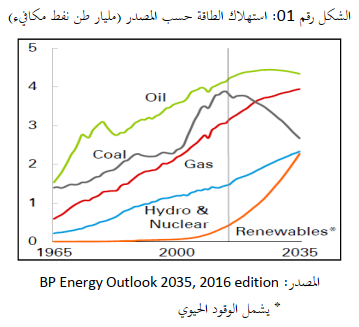 الشكل رقم 01: استهلاك الطاقة حسب المصدر (مليار طن نفط مكافيء)
5
4
Oil
3
Coal
Gas
2
1
Hydro &
Nuclear
Renewables*
0
1965
2000
2035
المصدر: BP Energy Outlook 2035, 2016 edition
* يشمل الوقود الحيوي